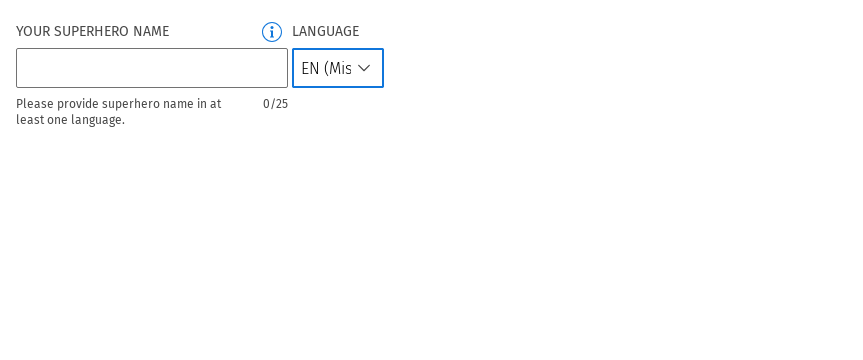 YOUR SUPERHERO NAME
LANGUAGE
EN (Mis
Please provide superhero name in at
least one language.
0/25